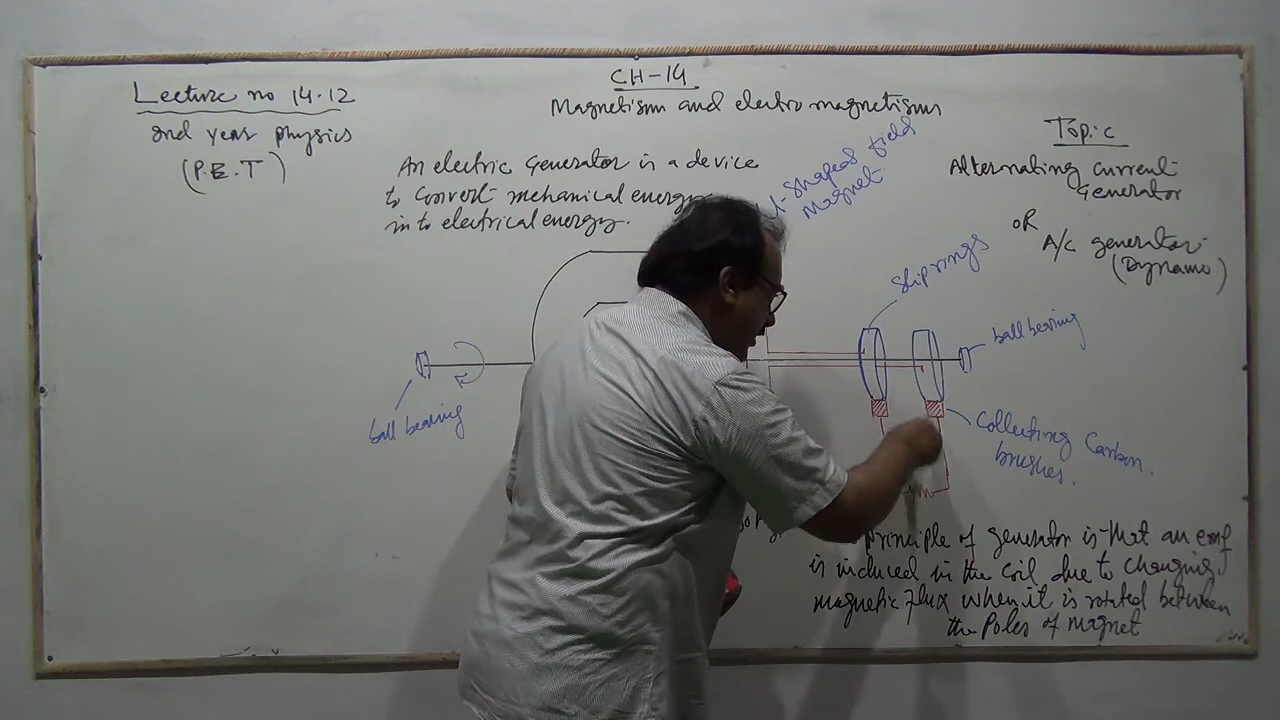 Lecture no 14.12
2nd year physics
(P.E.T)
CH-14
Magnetism and electromagnetism
Topic
Alternating current
Generator
OR
A/C generator
(Dynamo)
An electric Generator is a device
to convert mechanical energy
in to electrical energy.
shaped field
Magnet
Slip rings
ball bearing
ball bearing
Collecting Carbon
brushes.
principle of generator is that an emf
is induced in the coil due to changing
magnetic flux when it is rotated between
the Poles of magnet